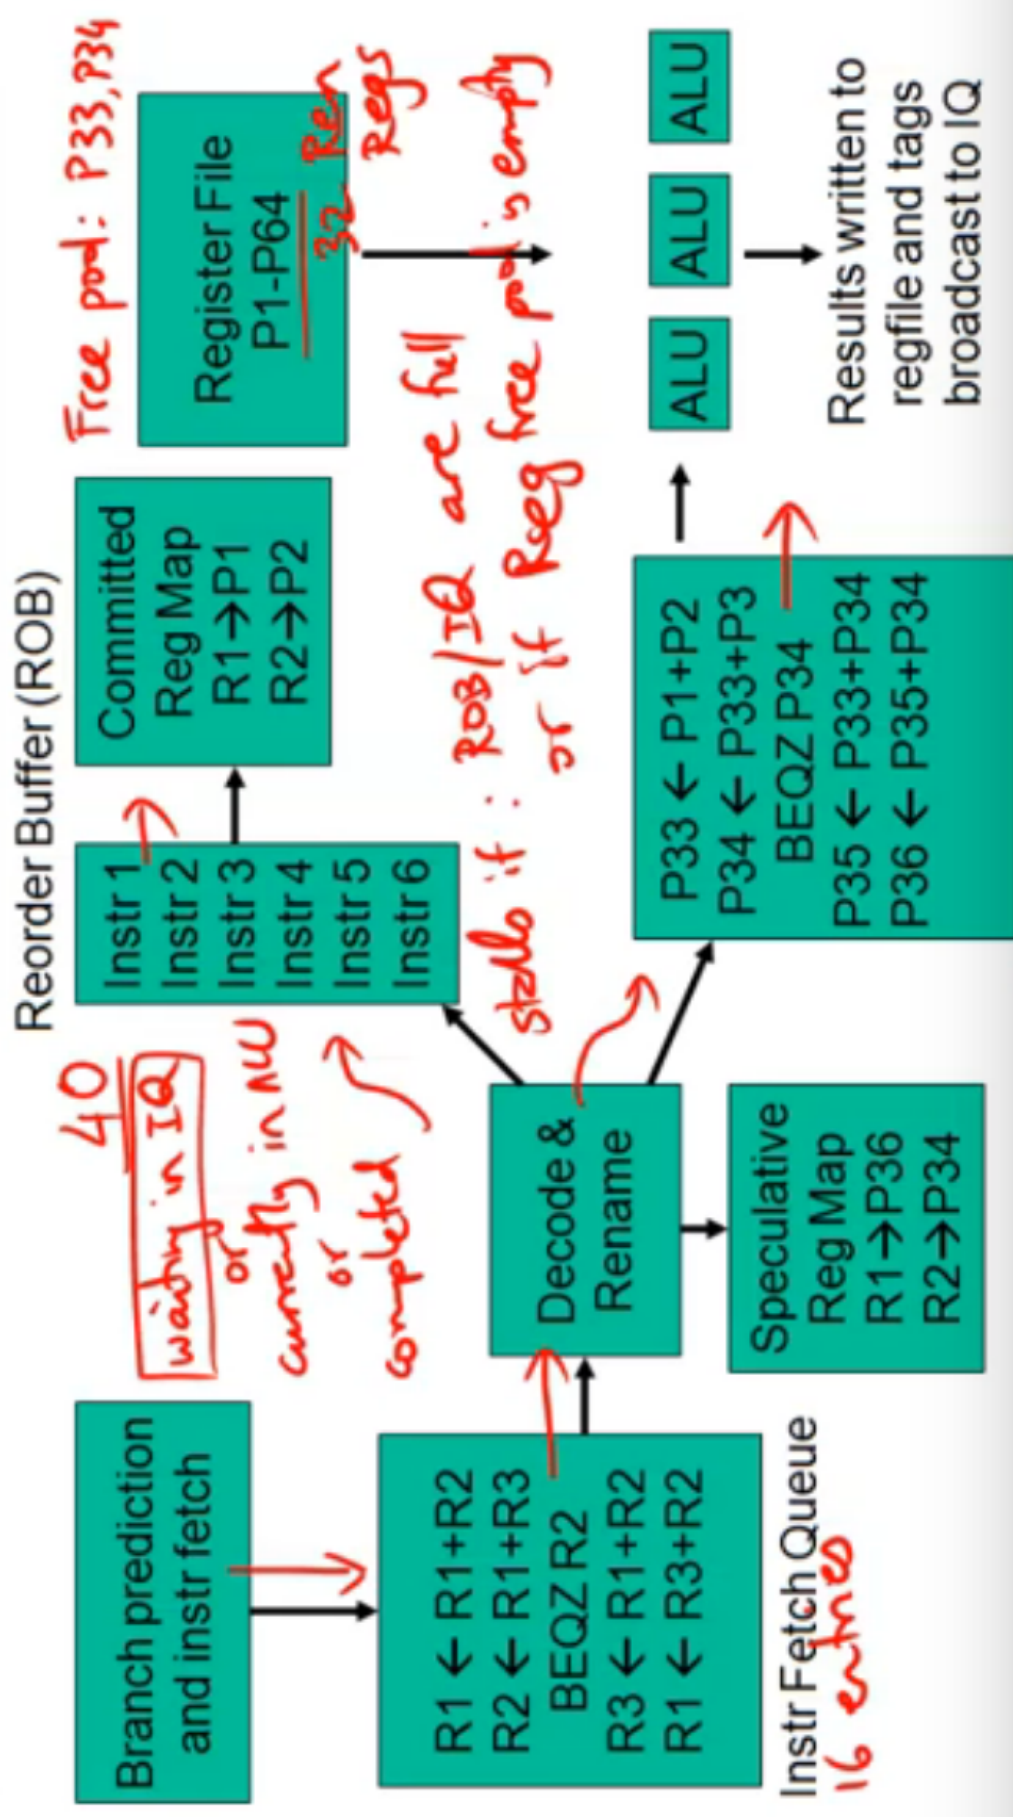 Branch prediction
and instr fetch
R1 ← R1+R2
R2 ← R1+R3
BEQZ R2
R3 ← R1+R2
R1 ← R3+R2
Instr Fetch Queue
16 entries
40
waiting in IQ
or
currently in ALU
or
completed
Decode &
Rename
Speculative
Reg Map
R1→P36
R2→P34
Reorder Buffer (ROB)
Instr 1
Instr 2
Instr 3
Instr 4
Instr 5
Instr 6
Committed
Reg Map
R1→P1
R2→P2
Stalls if : ROB/IQ are full
or if Reg free pool is empty
P33 ← P1+P2
P34 ← P33+P3
BEQZ P34
P35 ← P33+P34
P36 ← P35+P34
Free pool: P33, P34
Register File
P1-P64
32 Ren
Regs
ALU
ALU
ALU
Results written to
regfile and tags
broadcast to IQ